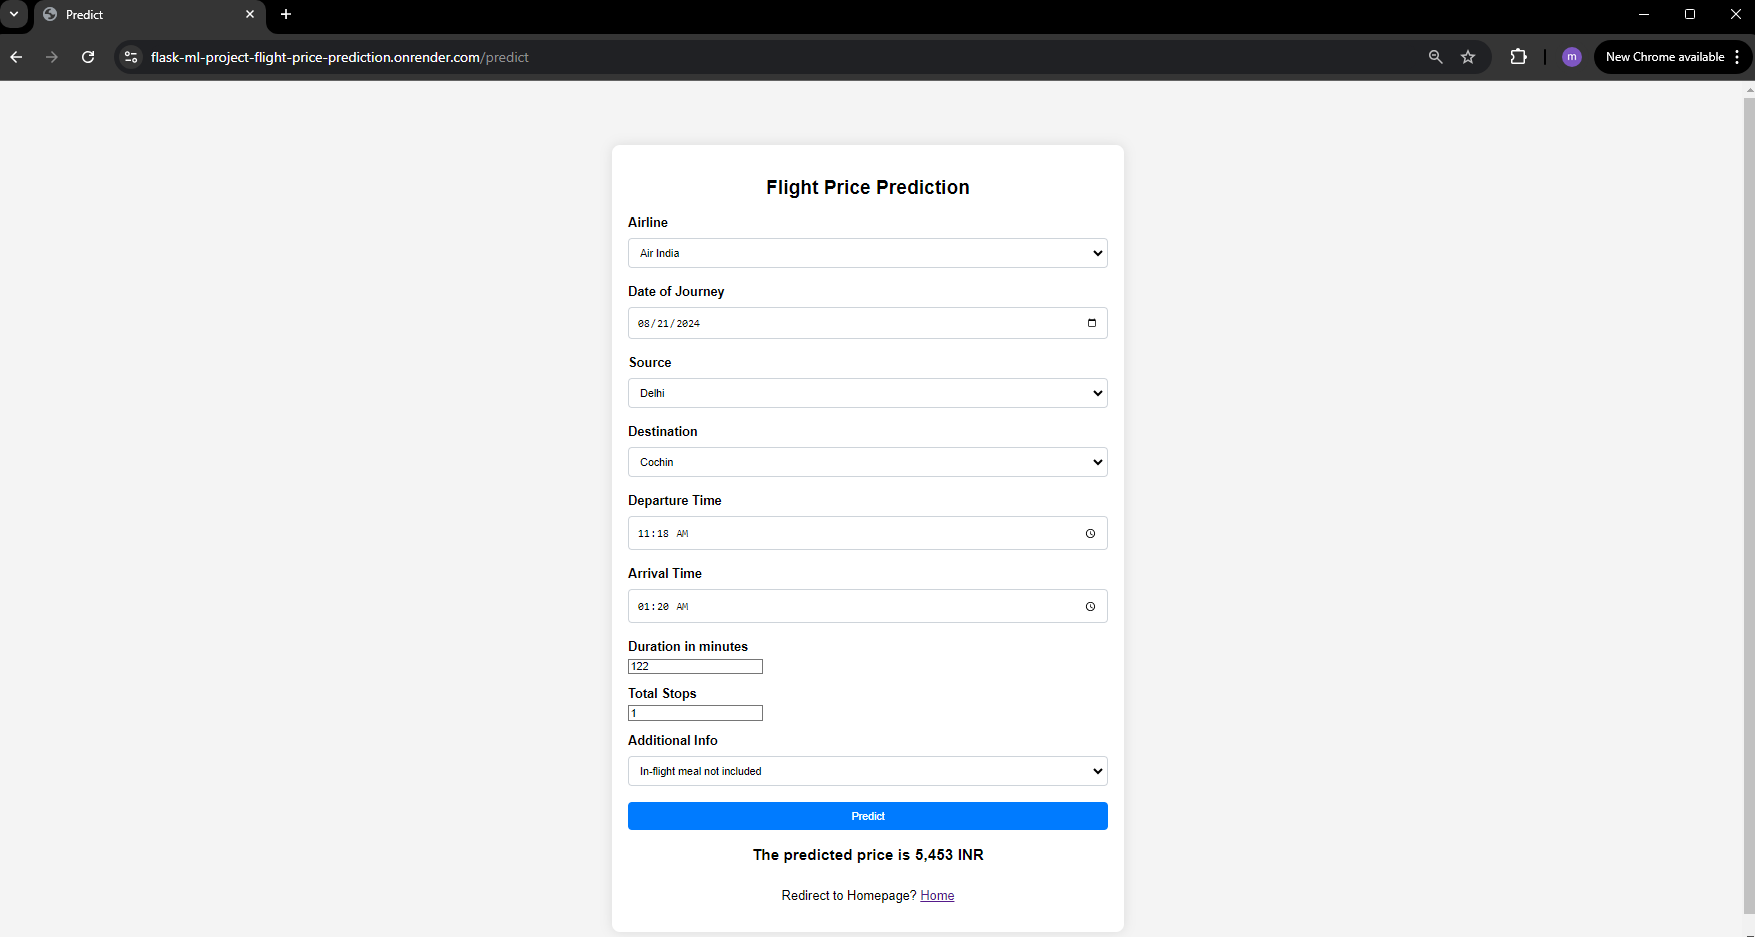 Predict
flask-ml-project-flight-price-prediction.onrender.com/predict
m
New Chrome available
Flight Price Prediction
Airline
Air India
Date of Journey
08/21/2024
Source
Delhi
Destination
Cochin
Departure Time
11:18 AM
Arrival Time
01:20 AM
Duration in minutes
122
Total Stops
1
Additional Info
In-flight meal not included
Predict
The predicted price is 5,453 INR
Redirect to Homepage? Home